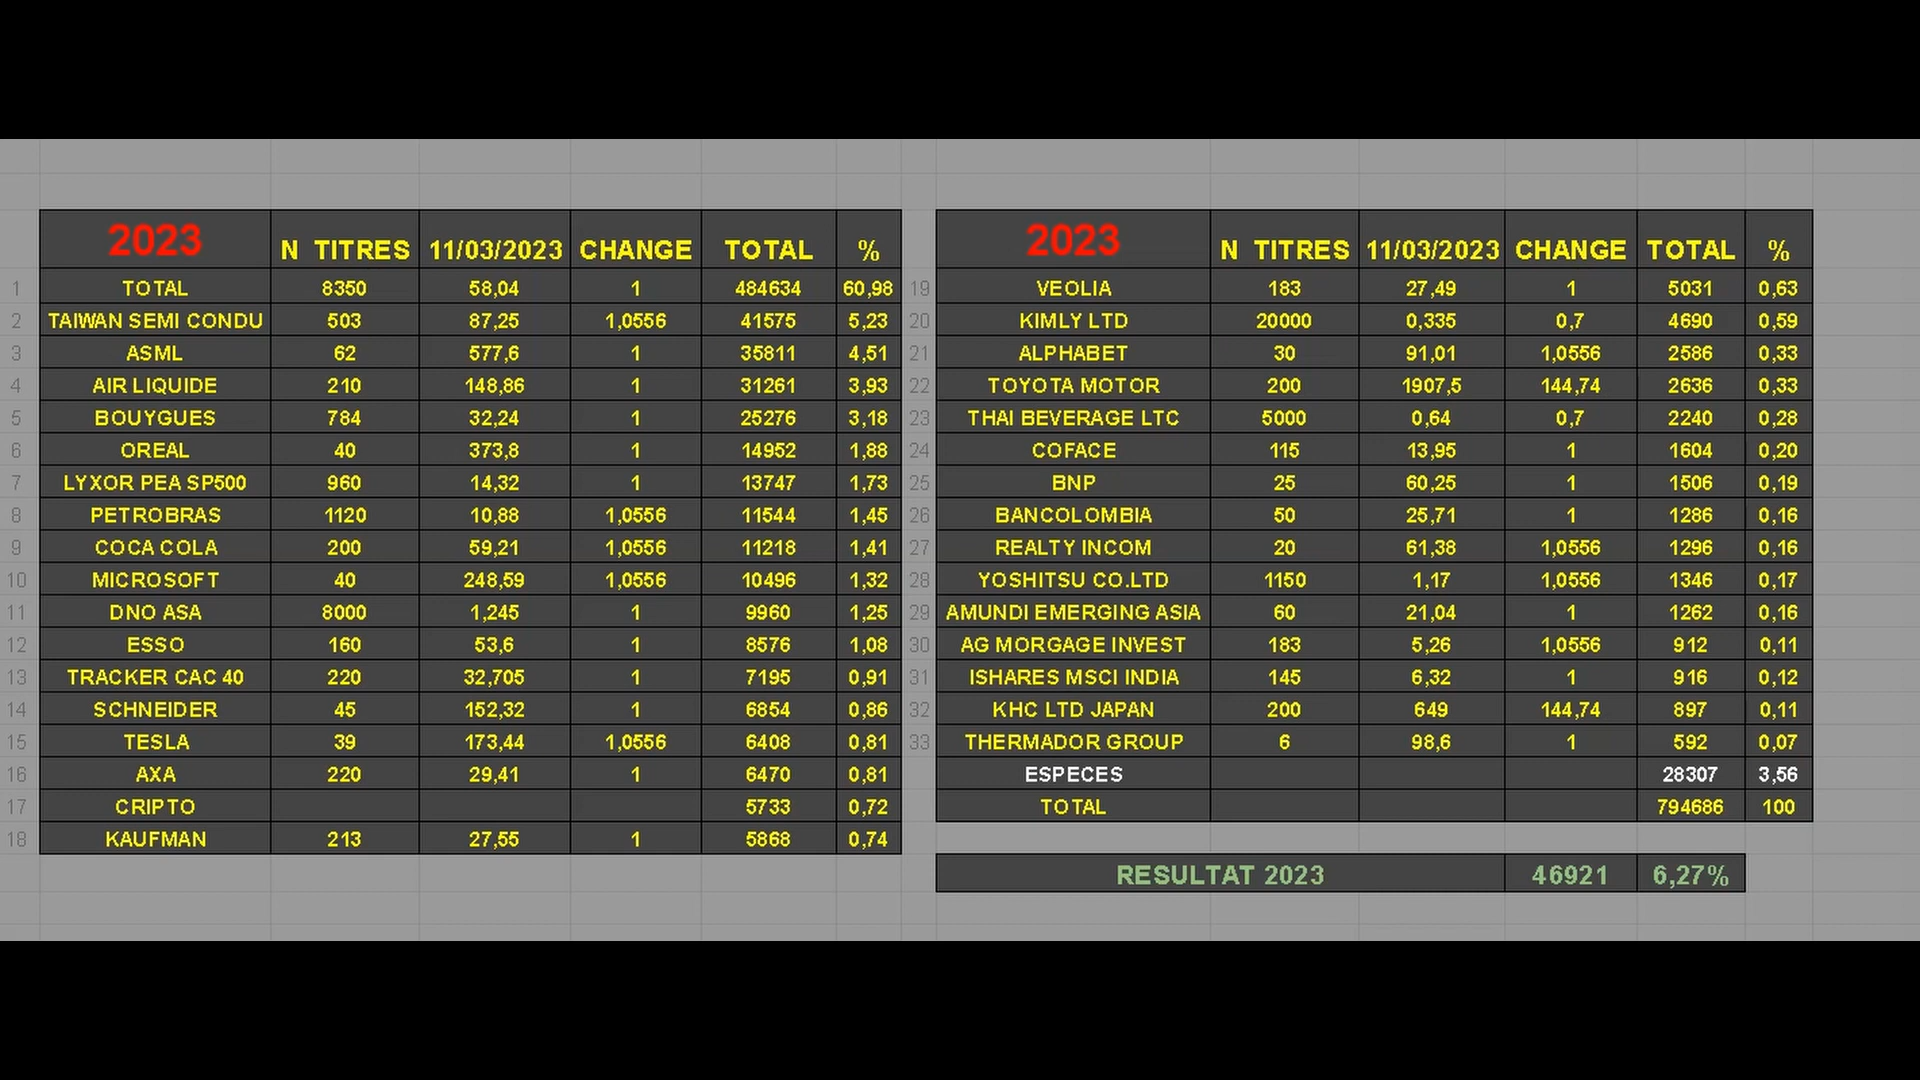 2023 N TITRES 11/03/2023 CHANGE TOTAL %
1 TOTAL 8350 58,04 1 484634 60,98
2 TAIWAN SEMI CONDU 503 87,25 1,0556 41575 5,23
3 ASML 62 577,6 1 35811 4,51
4 AIR LIQUIDE 210 148,86 1 31261 3,93
5 BOUYGUES 784 32,24 1 25276 3,18
6 OREAL 40 373,8 1 14952 1,88
7 LYXOR PEA SP500 960 14,32 1 13747 1,73
8 PETROBRAS 1120 10,88 1,0556 11544 1,45
9 COCA COLA 200 59,21 1,0556 11218 1,41
10 MICROSOFT 40 248,59 1,0556 10496 1,32
11 DNO ASA 8000 1,245 1 9960 1,25
12 ESSO 160 53,6 1 8576 1,08
13 TRACKER CAC 40 220 32,705 1 7195 0,91
14 SCHNEIDER 45 152,32 1 6854 0,86
15 TESLA 39 173,44 1,0556 6408 0,81
16 AXA 220 29,41 1 6470 0,81
17 CRIPTO 5733 0,72
18 KAUFMAN 213 27,55 1 5868 0,74
2023 N TITRES 11/03/2023 CHANGE TOTAL %
19 VEOLIA 183 27,49 1 5031 0,63
20 KIMLY LTD 20000 0,335 0,7 4690 0,59
21 ALPHABET 30 91,01 1,0556 2586 0,33
22 TOYOTA MOTOR 200 1907,5 144,74 2636 0,33
23 THAI BEVERAGE LTC 5000 0,64 0,7 2240 0,28
24 COFACE 115 13,95 1 1604 0,20
25 BNP 25 60,25 1 1506 0,19
26 BANCOLOMBIA 50 25,71 1 1286 0,16
27 REALTY INCOM 20 61,38 1,0556 1296 0,16
28 YOSHITSU CO.LTD 1150 1,17 1,0556 1346 0,17
29 AMUNDI EMERGING ASIA 60 21,04 1 1262 0,16
30 AG MORGAGE INVEST 183 5,26 1,0556 912 0,11
31 ISHARES MSCI INDIA 145 6,32 1 916 0,12
32 KHC LTD JAPAN 200 649 144,74 897 0,11
33 THERMADOR GROUP 6 98,6 1 592 0,07
ESPECES 28307 3,56
TOTAL 794686 100
RESULTAT 2023 46921 6,27%